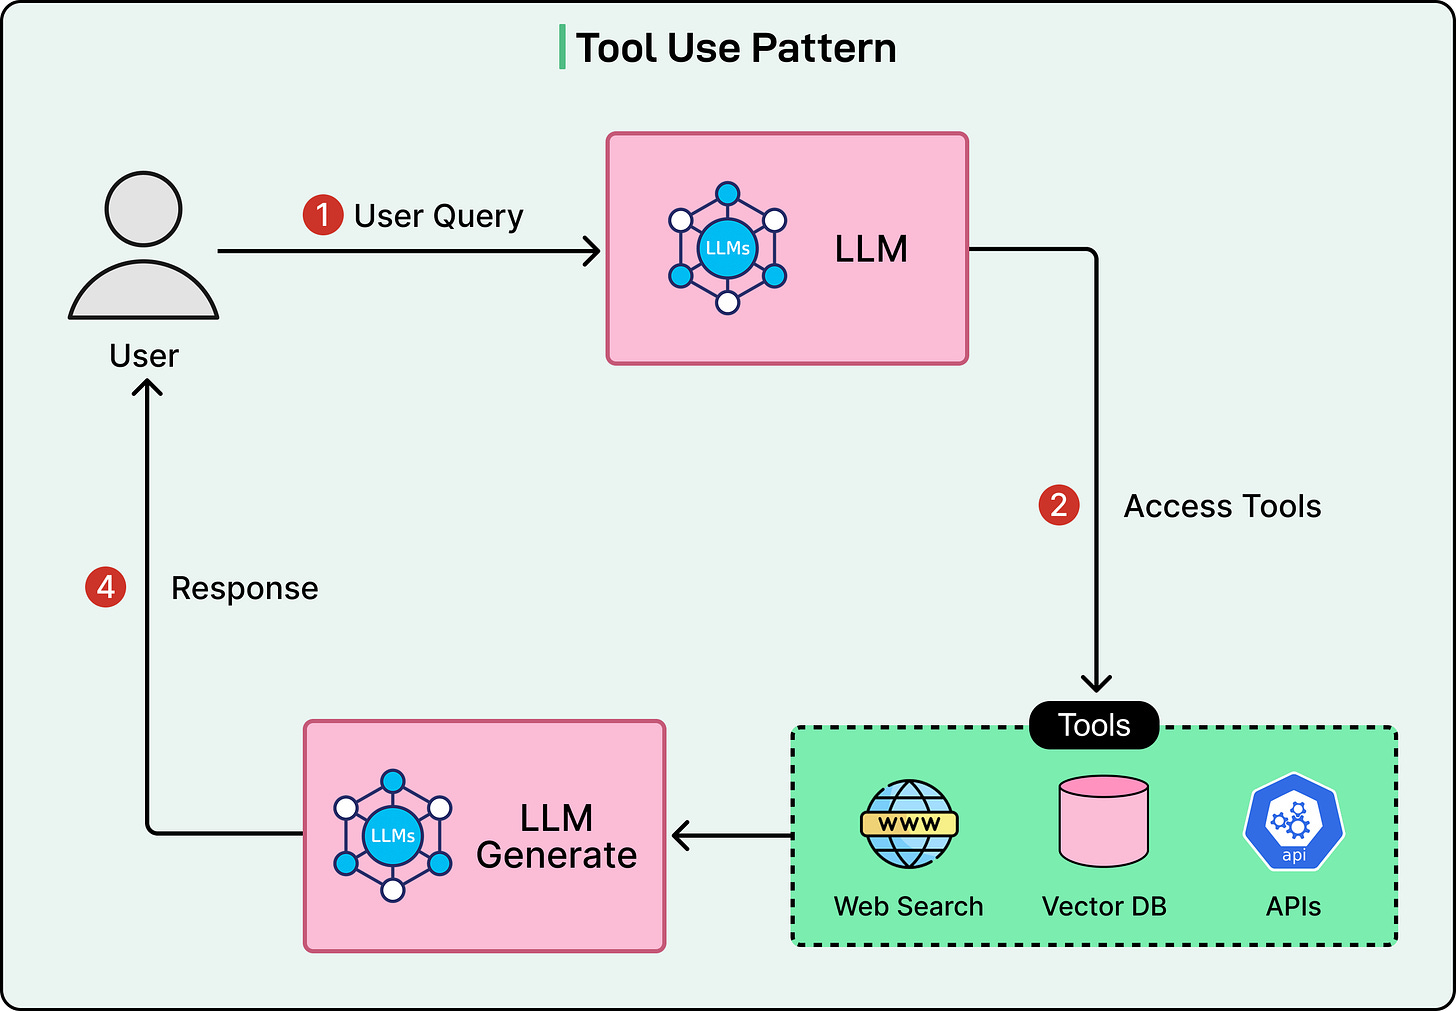 Tool Use Pattern
1 User Query
LLMs
LLM
User
2 Access Tools
4 Response
Tools
LLMs
LLM
Generate
WWW
api
Web Search
Vector DB
APIs